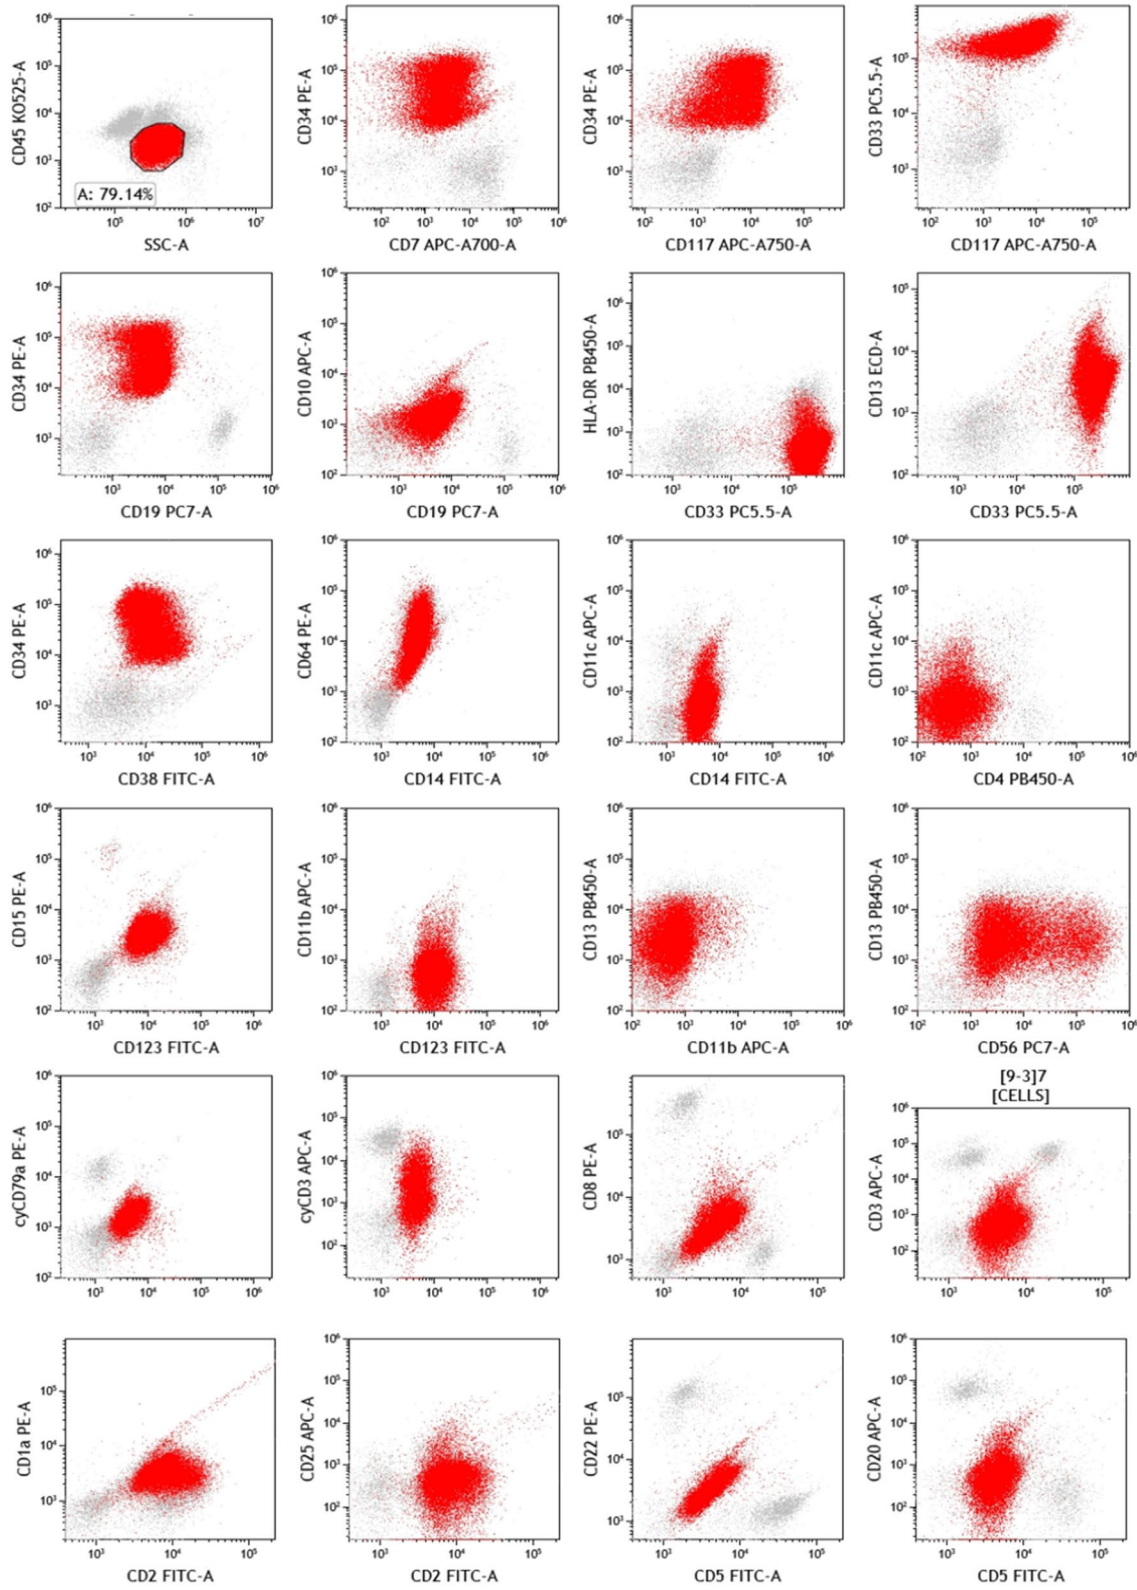 CD45 KO525-A
A: 79.14%
SSC-A
CD34 PE-A
CD7 APC-A700-A
CD34 PE-A
CD117 APC-A750-A
CD33 PC5.5-A
CD117 APC-A750-A
CD34 PE-A
CD19 PC7-A
CD10 APC-A
CD19 PC7-A
HLA-DR PB450-A
CD33 PC5.5-A
CD13 ECD-A
CD33 PC5.5-A
CD34 PE-A
CD38 FITC-A
CD64 PE-A
CD14 FITC-A
CD11c APC-A
CD14 FITC-A
CD11c APC-A
CD4 PB450-A
CD15 PE-A
CD123 FITC-A
CD11b APC-A
CD123 FITC-A
CD13 PB450-A
CD11b APC-A
CD13 PB450-A
CD56 PC7-A
cyCD79a PE-A
cyCD3 APC-A
CD8 PE-A
[9-3]7
[CELLS]
CD3 APC-A
CD1a PE-A
CD2 FITC-A
CD25 APC-A
CD2 FITC-A
CD22 PE-A
CD5 FITC-A
CD20 APC-A
CD5 FITC-A